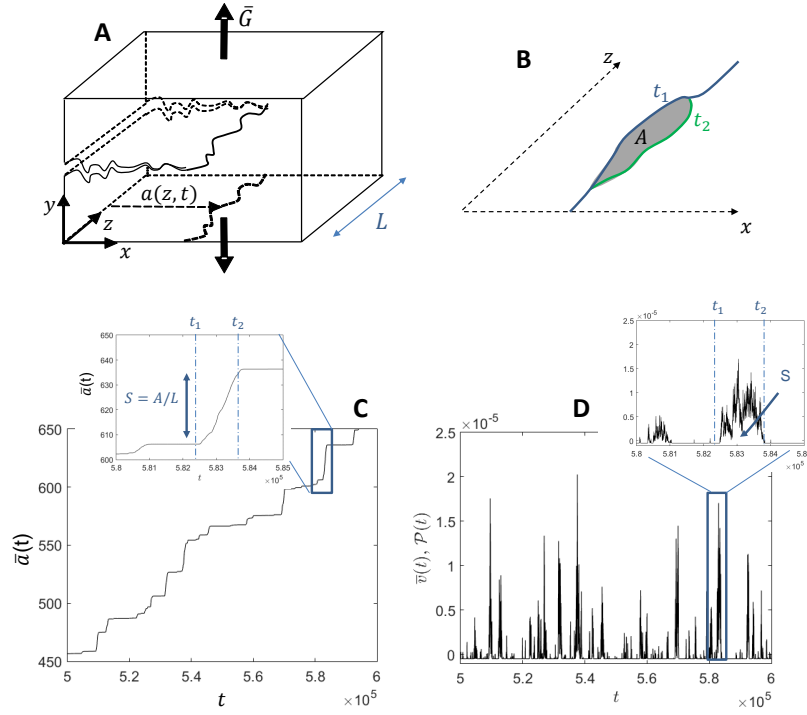 A
G̅
a(z, t)
y
z
x
L
B
z
t₁
t₂
A
x
C
t₁
t₂
650
640
630
620
610
600
a̅(t)
S = A/L
5.8 5.81 5.82 5.83 5.84 5.85
t
×10⁵
650
600
550
500
450
a̅(t)
5 5.2 5.4 5.6 5.8 6
t
×10⁵
D
t₁
t₂
×10⁻⁵
2.5
2
1.5
1
0.5
0
S
5.8 5.81 5.82 5.83 5.84 5.85
×10⁵
×10⁻⁵
2.5
2
1.5
1
0.5
0
v̅(t), 𝒫(t)
5 5.2 5.4 5.6 5.8 6
t
×10⁵